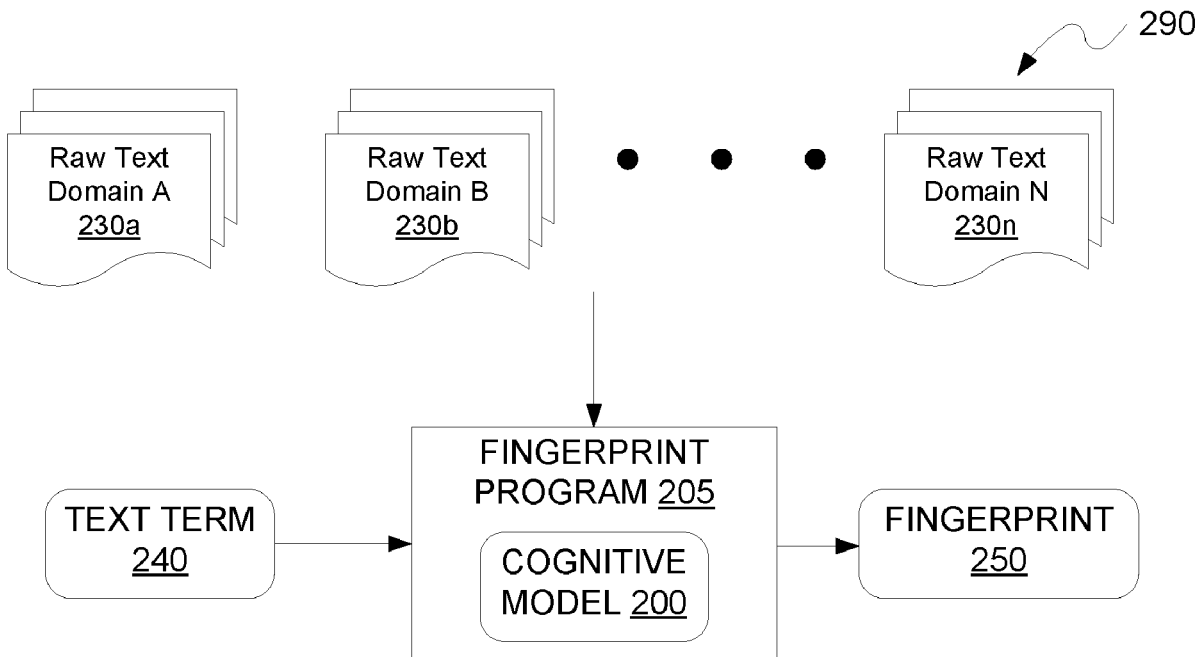 290
Raw Text
Domain A
230a
Raw Text
Domain B
230b
Raw Text
Domain N
230n
FINGERPRINT
PROGRAM 205
TEXT TERM
240
COGNITIVE
MODEL 200
FINGERPRINT
250